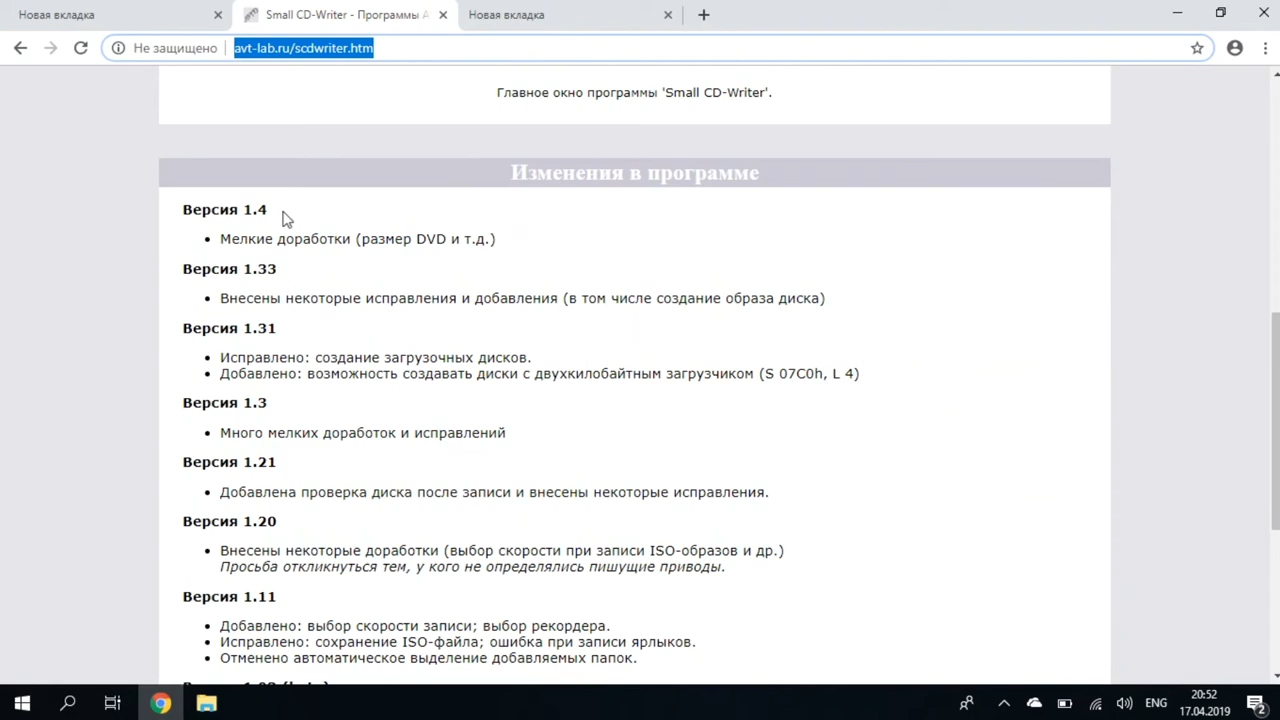 Новая вкладка
Small CD-Writer - Программы А
Новая вкладка
Не защищено
avt-lab.ru/scdwriter.htm
Главное окно программы 'Small CD-Writer'.
Изменения в программе
Версия 1.4
Мелкие доработки (размер DVD и т.д.)
Версия 1.33
Внесены некоторые исправления и добавления (в том числе создание образа диска)
Версия 1.31
Исправлено: создание загрузочных дисков.
Добавлено: возможность создавать диски с двухкилобайтным загрузчиком (S 07C0h, L 4)
Версия 1.3
Много мелких доработок и исправлений
Версия 1.21
Добавлена проверка диска после записи и внесены некоторые исправления.
Версия 1.20
Внесены некоторые доработки (выбор скорости при записи ISO-образов и др.)
Просьба откликнуться тем, у кого не определялись пишущие приводы.
Версия 1.11
Добавлено: выбор скорости записи; выбор рекордера.
Исправлено: сохранение ISO-файла; ошибка при записи ярлыков.
Отменено автоматическое выделение добавляемых папок.
ENG
20:52
17.04.2019
2